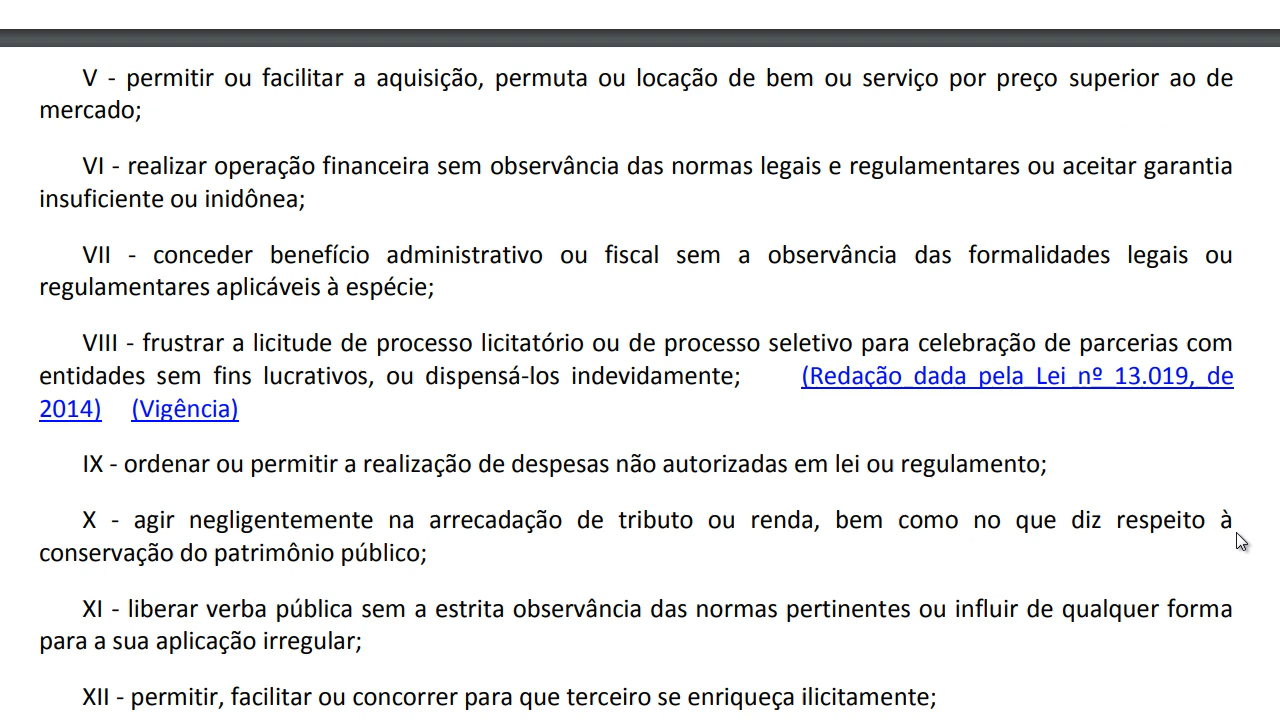 V - permitir ou facilitar a aquisição, permuta ou locação de bem ou serviço por preço superior ao de
mercado;
VI - realizar operação financeira sem observância das normas legais e regulamentares ou aceitar garantia
insuficiente ou inidônea;
VII - conceder benefício administrativo ou fiscal sem a observância das formalidades legais ou
regulamentares aplicáveis à espécie;
VIII - frustrar a licitude de processo licitatório ou de processo seletivo para celebração de parcerias com
entidades sem fins lucrativos, ou dispensá-los indevidamente; (Redação dada pela Lei nº 13.019, de
2014) (Vigência)
IX - ordenar ou permitir a realização de despesas não autorizadas em lei ou regulamento;
X - agir negligentemente na arrecadação de tributo ou renda, bem como no que diz respeito à
conservação do patrimônio público;
XI - liberar verba pública sem a estrita observância das normas pertinentes ou influir de qualquer forma
para a sua aplicação irregular;
XII - permitir, facilitar ou concorrer para que terceiro se enriqueça ilicitamente;